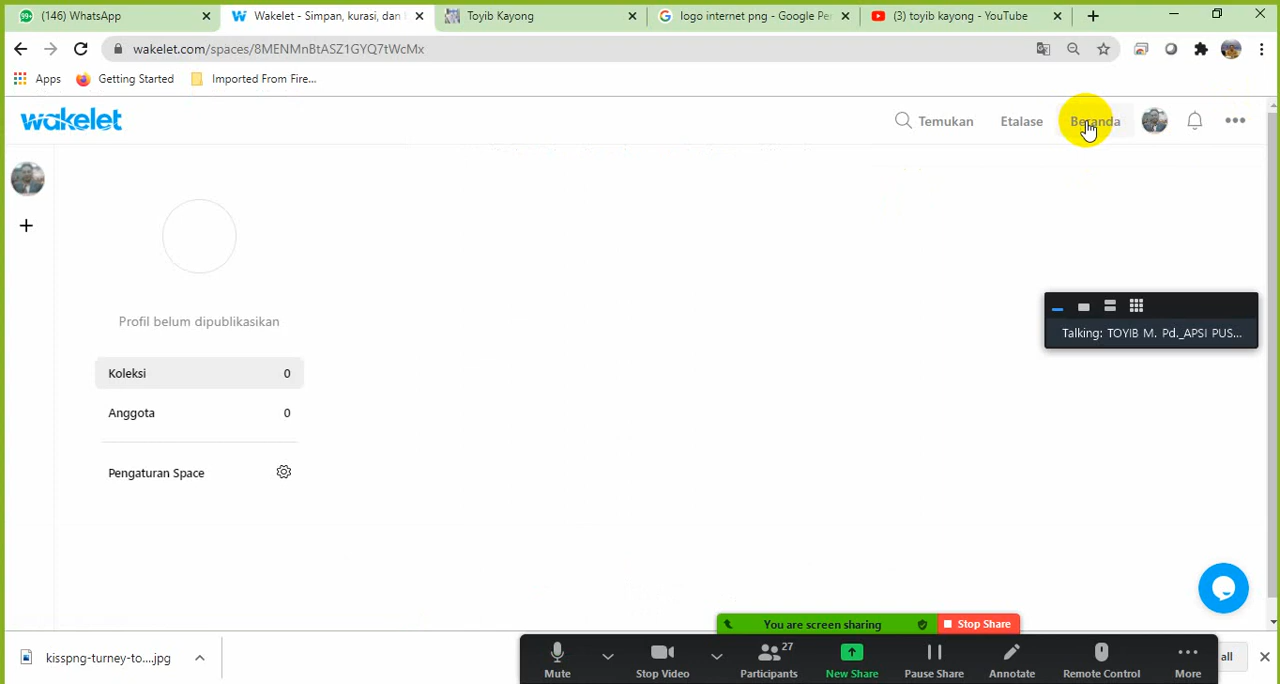 99+ (146) WhatsApp
Wakelet - Simpan, kurasi, dan
Toyib Kayong
logo internet png - Google Pe
(3) toyib kayong - YouTube
wakelet.com/spaces/8MENMnBtASZ1GYQ7tWcMx
Apps
Getting Started
Imported From Fire...
wakelet
Temukan
Etalase
Beranda
Profil belum dipublikasikan
Koleksi 0
Anggota 0
Pengaturan Space
Talking: TOYIB M. Pd._APSI PUS...
You are screen sharing
Stop Share
kisspng-turney-to....jpg
Mute
Stop Video
27
Participants
New Share
Pause Share
Annotate
Remote Control
More
all